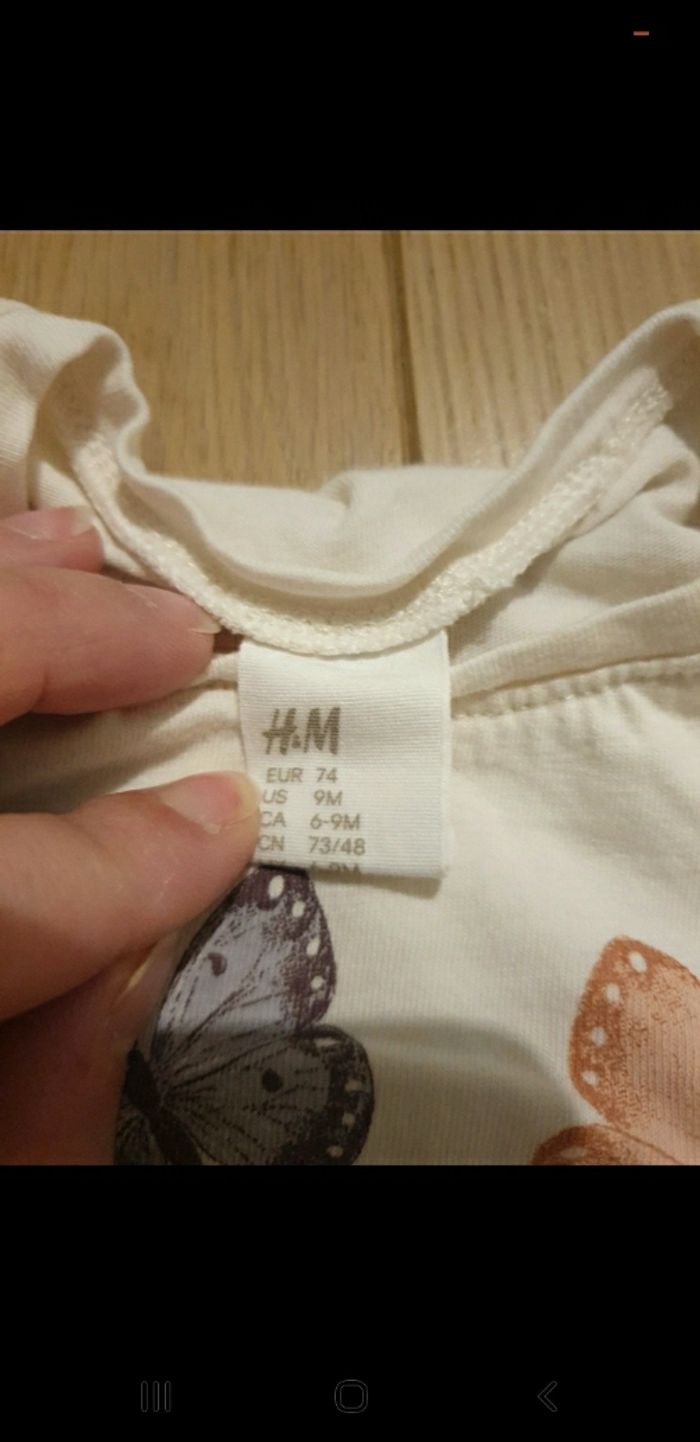 H&M
EUR 74
US 9M
CA 6-9M
CN 73/48